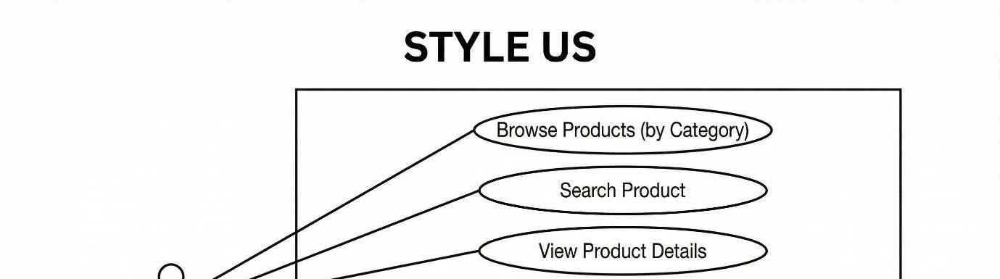 STYLE US
Browse Products (by Category)
Search Product
View Product Details